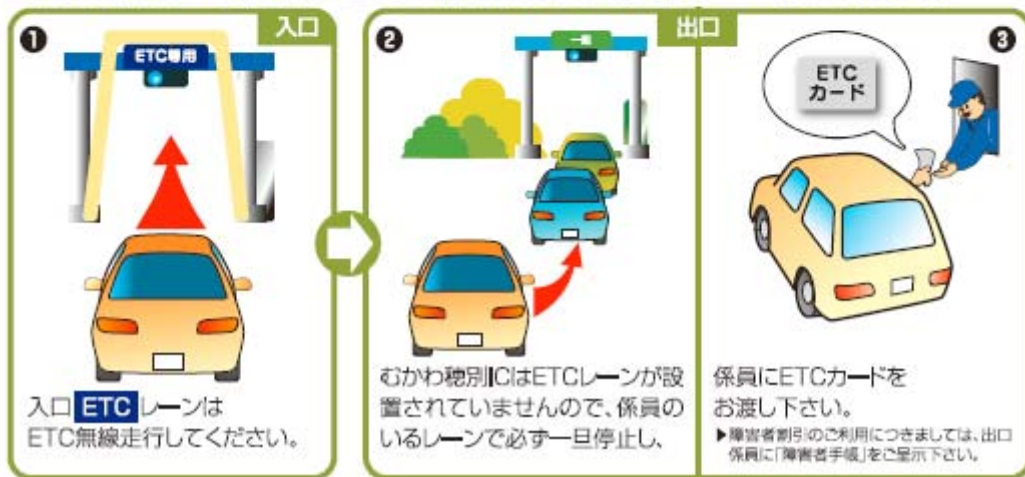 ❶
入口
ETC専用
入口 ETC レーンは
ETC無線走行してください。
出口
❷
一般
むかわ穂別ICはETCレーンが設
置されていませんので、係員の
いるレーンで必ず一旦停止し、
❸
ETC
カード
係員にETCカードを
お渡し下さい。
▶障害者割引のご利用につきましては、出口
係員に「障害者手帳」をご呈示下さい。